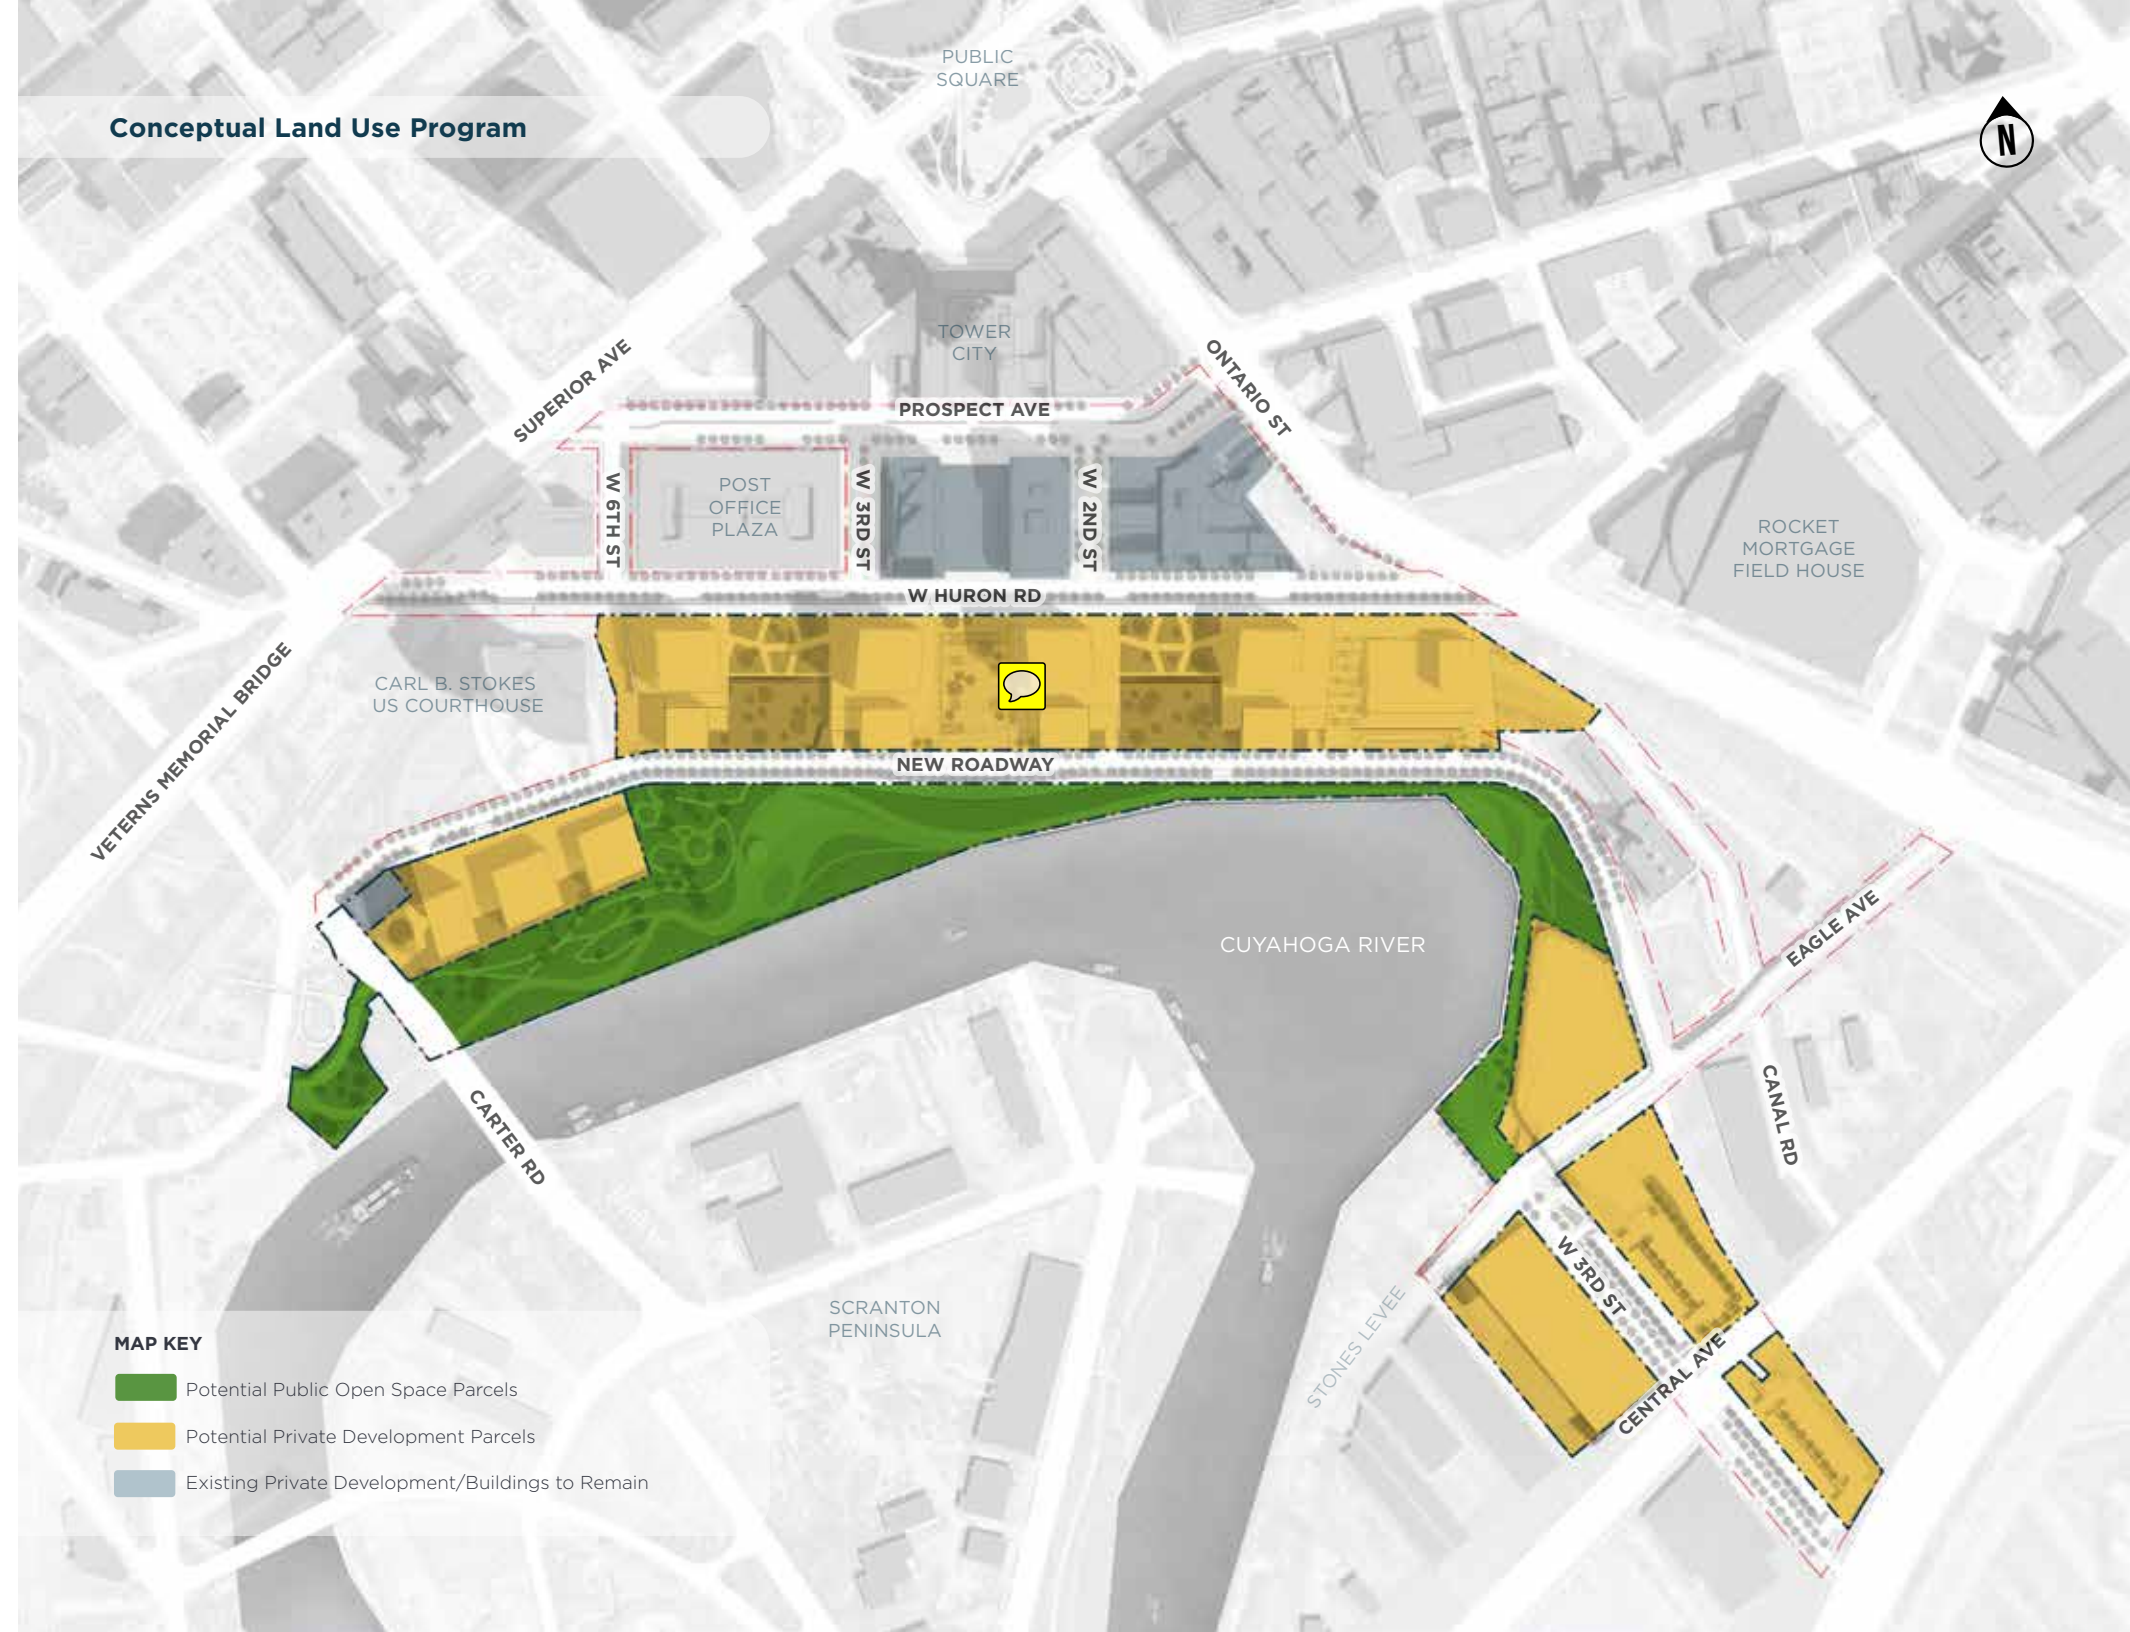 PUBLIC
SQUARE
Conceptual Land Use Program
N
TOWER
CITY
SUPERIOR AVE
ONTARIO ST
PROSPECT AVE
W 6TH ST
POST
OFFICE
PLAZA
W 3RD ST
W 2ND ST
ROCKET
MORTGAGE
FIELD HOUSE
W HURON RD
VETERNS MEMORIAL BRIDGE
CARL B. STOKES
US COURTHOUSE
NEW ROADWAY
CUYAHOGA RIVER
EAGLE AVE
CARTER RD
CANAL RD
W 3RD ST
STONES LEVEE
SCRANTON
PENINSULA
CENTRAL AVE
MAP KEY
Potential Public Open Space Parcels
Potential Private Development Parcels
Existing Private Development/Buildings to Remain